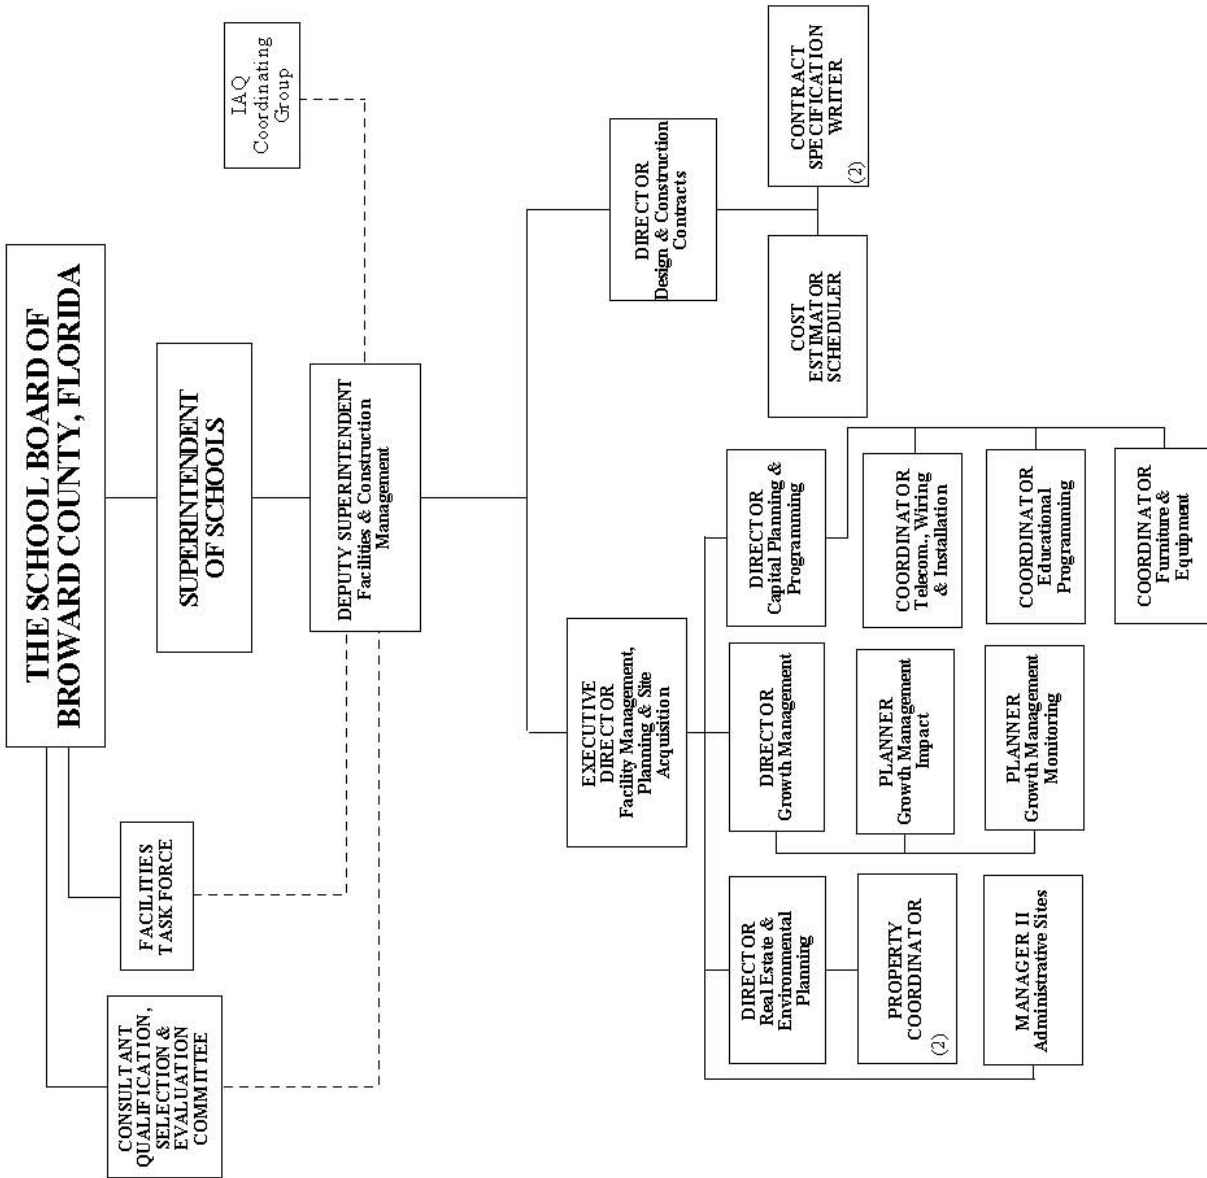 THE SCHOOL BOARD OF
BROWARD COUNTY, FLORIDA
CONSULTANT
QUALIFICATION,
SELECTION &
EVALUATION
COMMITTEE
FACILITIES
TASK FORCE
SUPERINTENDENT
OF SCHOOLS
IAQ
Coordinating
Group
DEPUTY SUPERINTENDENT
Facilities & Construction
Management
EXECUTIVE
DIRECTOR
Facility Management,
Planning & Site
Acquisition
DIRECTOR
Design & Construction
Contracts
DIRECTOR
Real Estate &
Environmental
Planning
DIRECTOR
Growth Management
DIRECTOR
Capital Planning &
Programming
COST
ESTIMATOR
SCHEDULER
CONTRACT
SPECIFICATION
WRITER
(2)
PROPERTY
COORDINATOR
(2)
PLANNER
Growth Management
Impact
COORDINATOR
Telecom., Wiring
& Installation
MANAGER II
Administrative Sites
PLANNER
Growth Management
Monitoring
COORDINATOR
Educational
Programming
COORDINATOR
Furniture &
Equipment